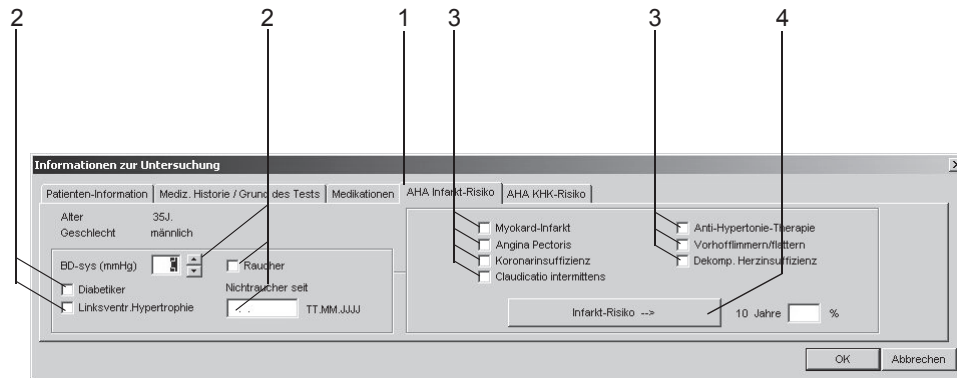 2 2 1 3 3 4
Informationen zur Untersuchung
Patienten-Information Mediz. Historie / Grund des Tests Medikationen AHA Infarkt-Risiko AHA KHK-Risiko
Alter 35J.
Geschlecht männlich
BD-sys (mmHg) Raucher
Diabetiker Nichtraucher seit
Linksventr.Hypertrophie . . TT.MM.JJJJ
Myokard-Infarkt Anti-Hypertonie-Therapie
Angina Pectoris Vorhofflimmern/flettern
Koronarinsuffizienz Dekomp. Herzinsuffizienz
Claudicatio intermittens
Infarkt-Risiko --> 10 Jahre %
OK Abbrechen